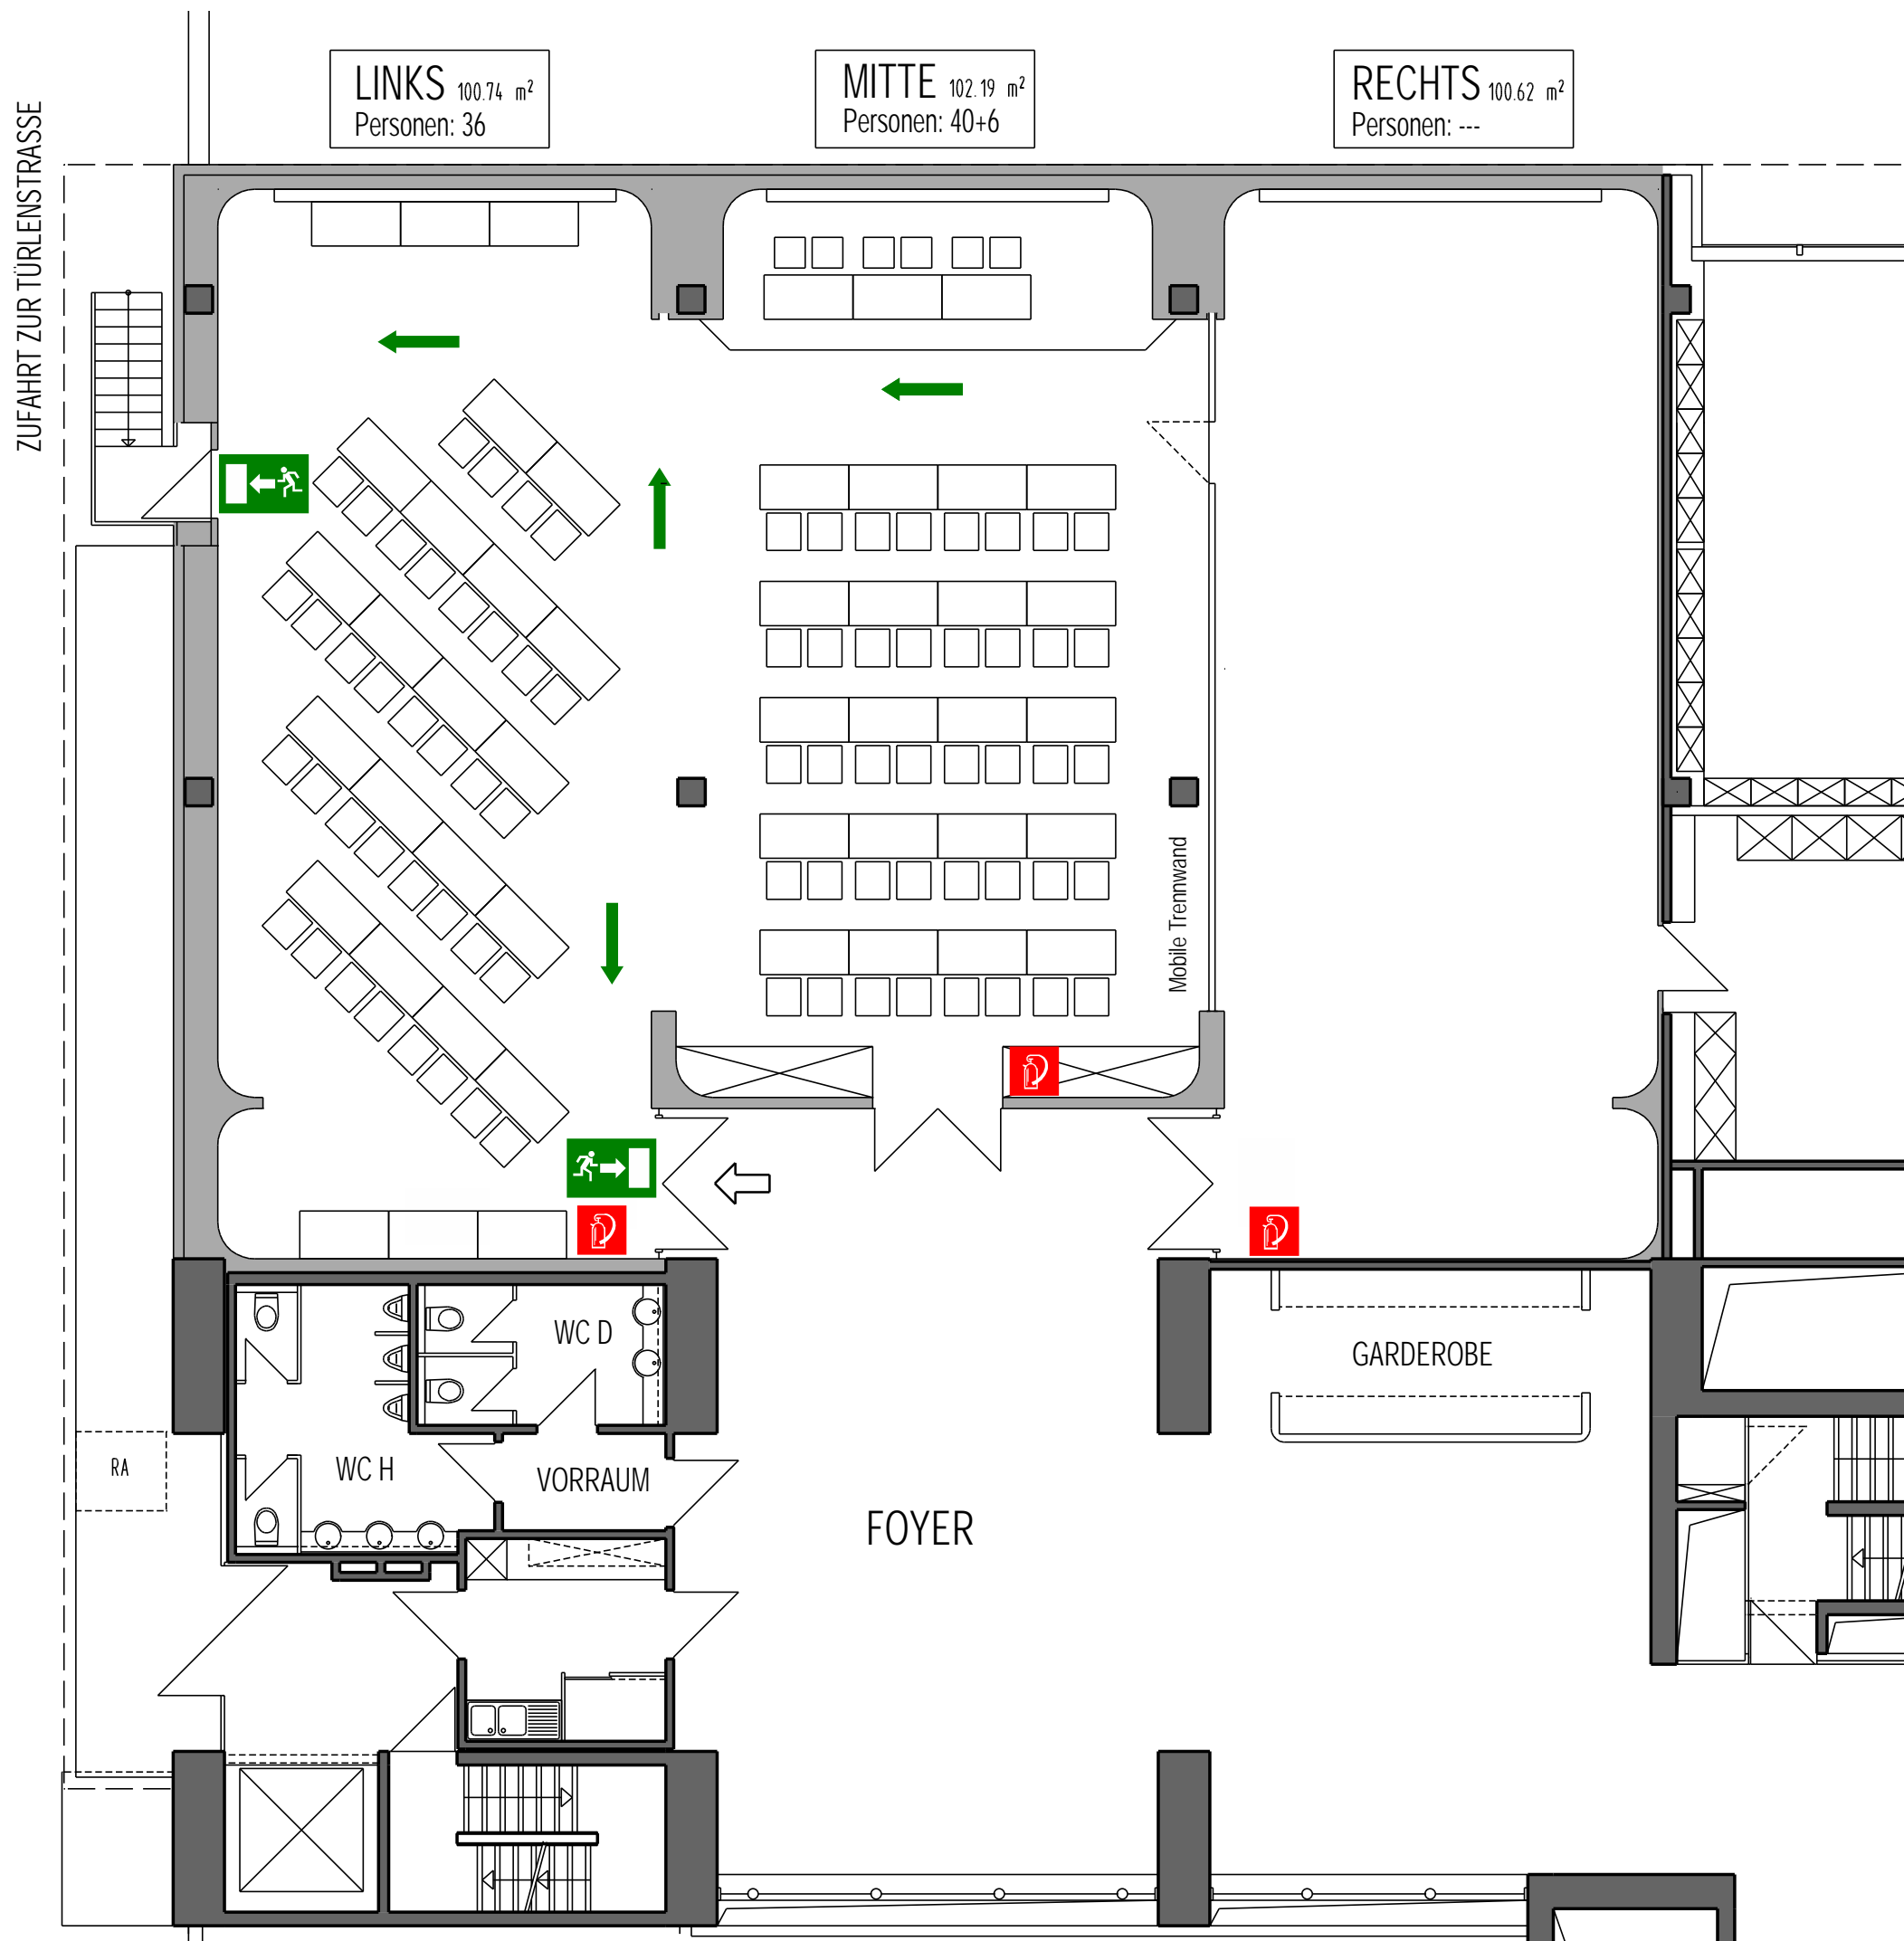 LINKS 100.74 m²
Personen: 36
MITTE 102.19 m²
Personen: 40+6
RECHTS 100.62 m²
Personen: ---
ZUFAHRT ZUR TÜRLENSTRASSE
Mobile Trennwand
WC D
GARDEROBE
WC H
VORRAUM
RA
FOYER